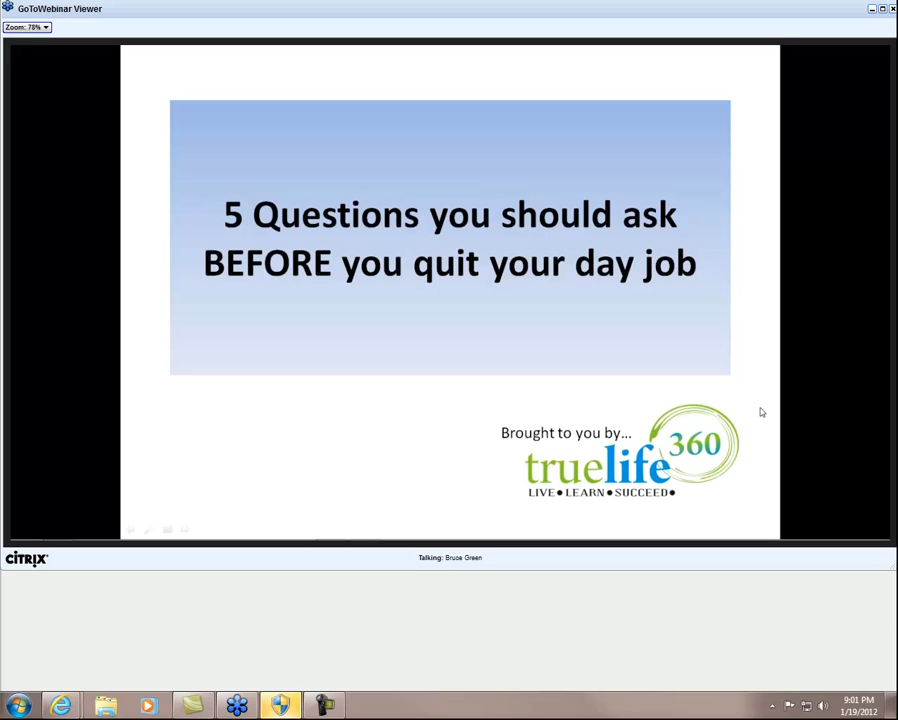 GoToWebinar Viewer
Zoom: 78%
5 Questions you should ask
BEFORE you quit your day job
Brought to you by...
truelife 360
LIVE • LEARN • SUCCEED •
CITRIX
Talking: Bruce Green
9:01 PM
1/19/2012